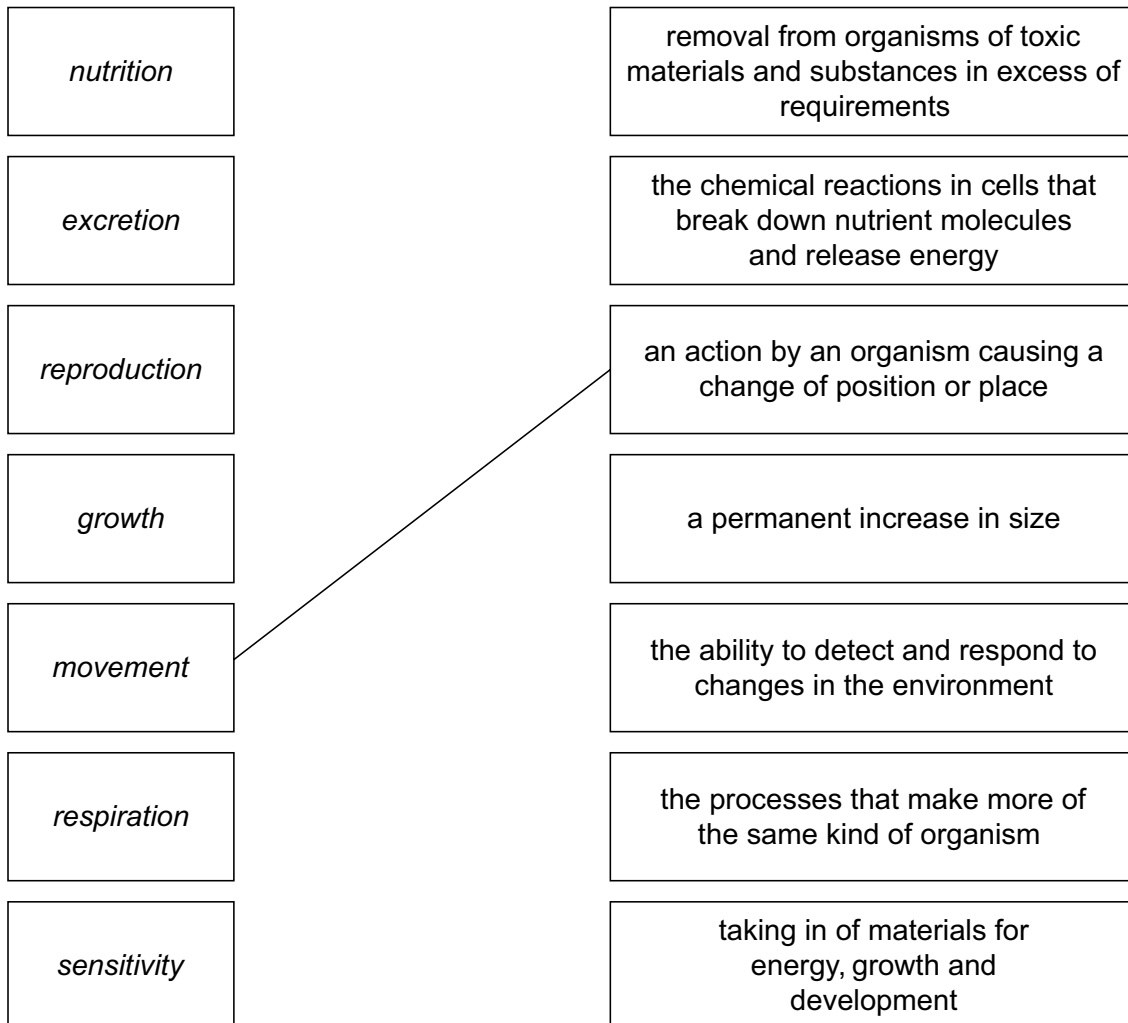 nutrition
removal from organisms of toxic
materials and substances in excess of
requirements
excretion
the chemical reactions in cells that
break down nutrient molecules
and release energy
reproduction
an action by an organism causing a
change of position or place
growth
a permanent increase in size
movement
the ability to detect and respond to
changes in the environment
respiration
the processes that make more of
the same kind of organism
sensitivity
taking in of materials for
energy, growth and
development